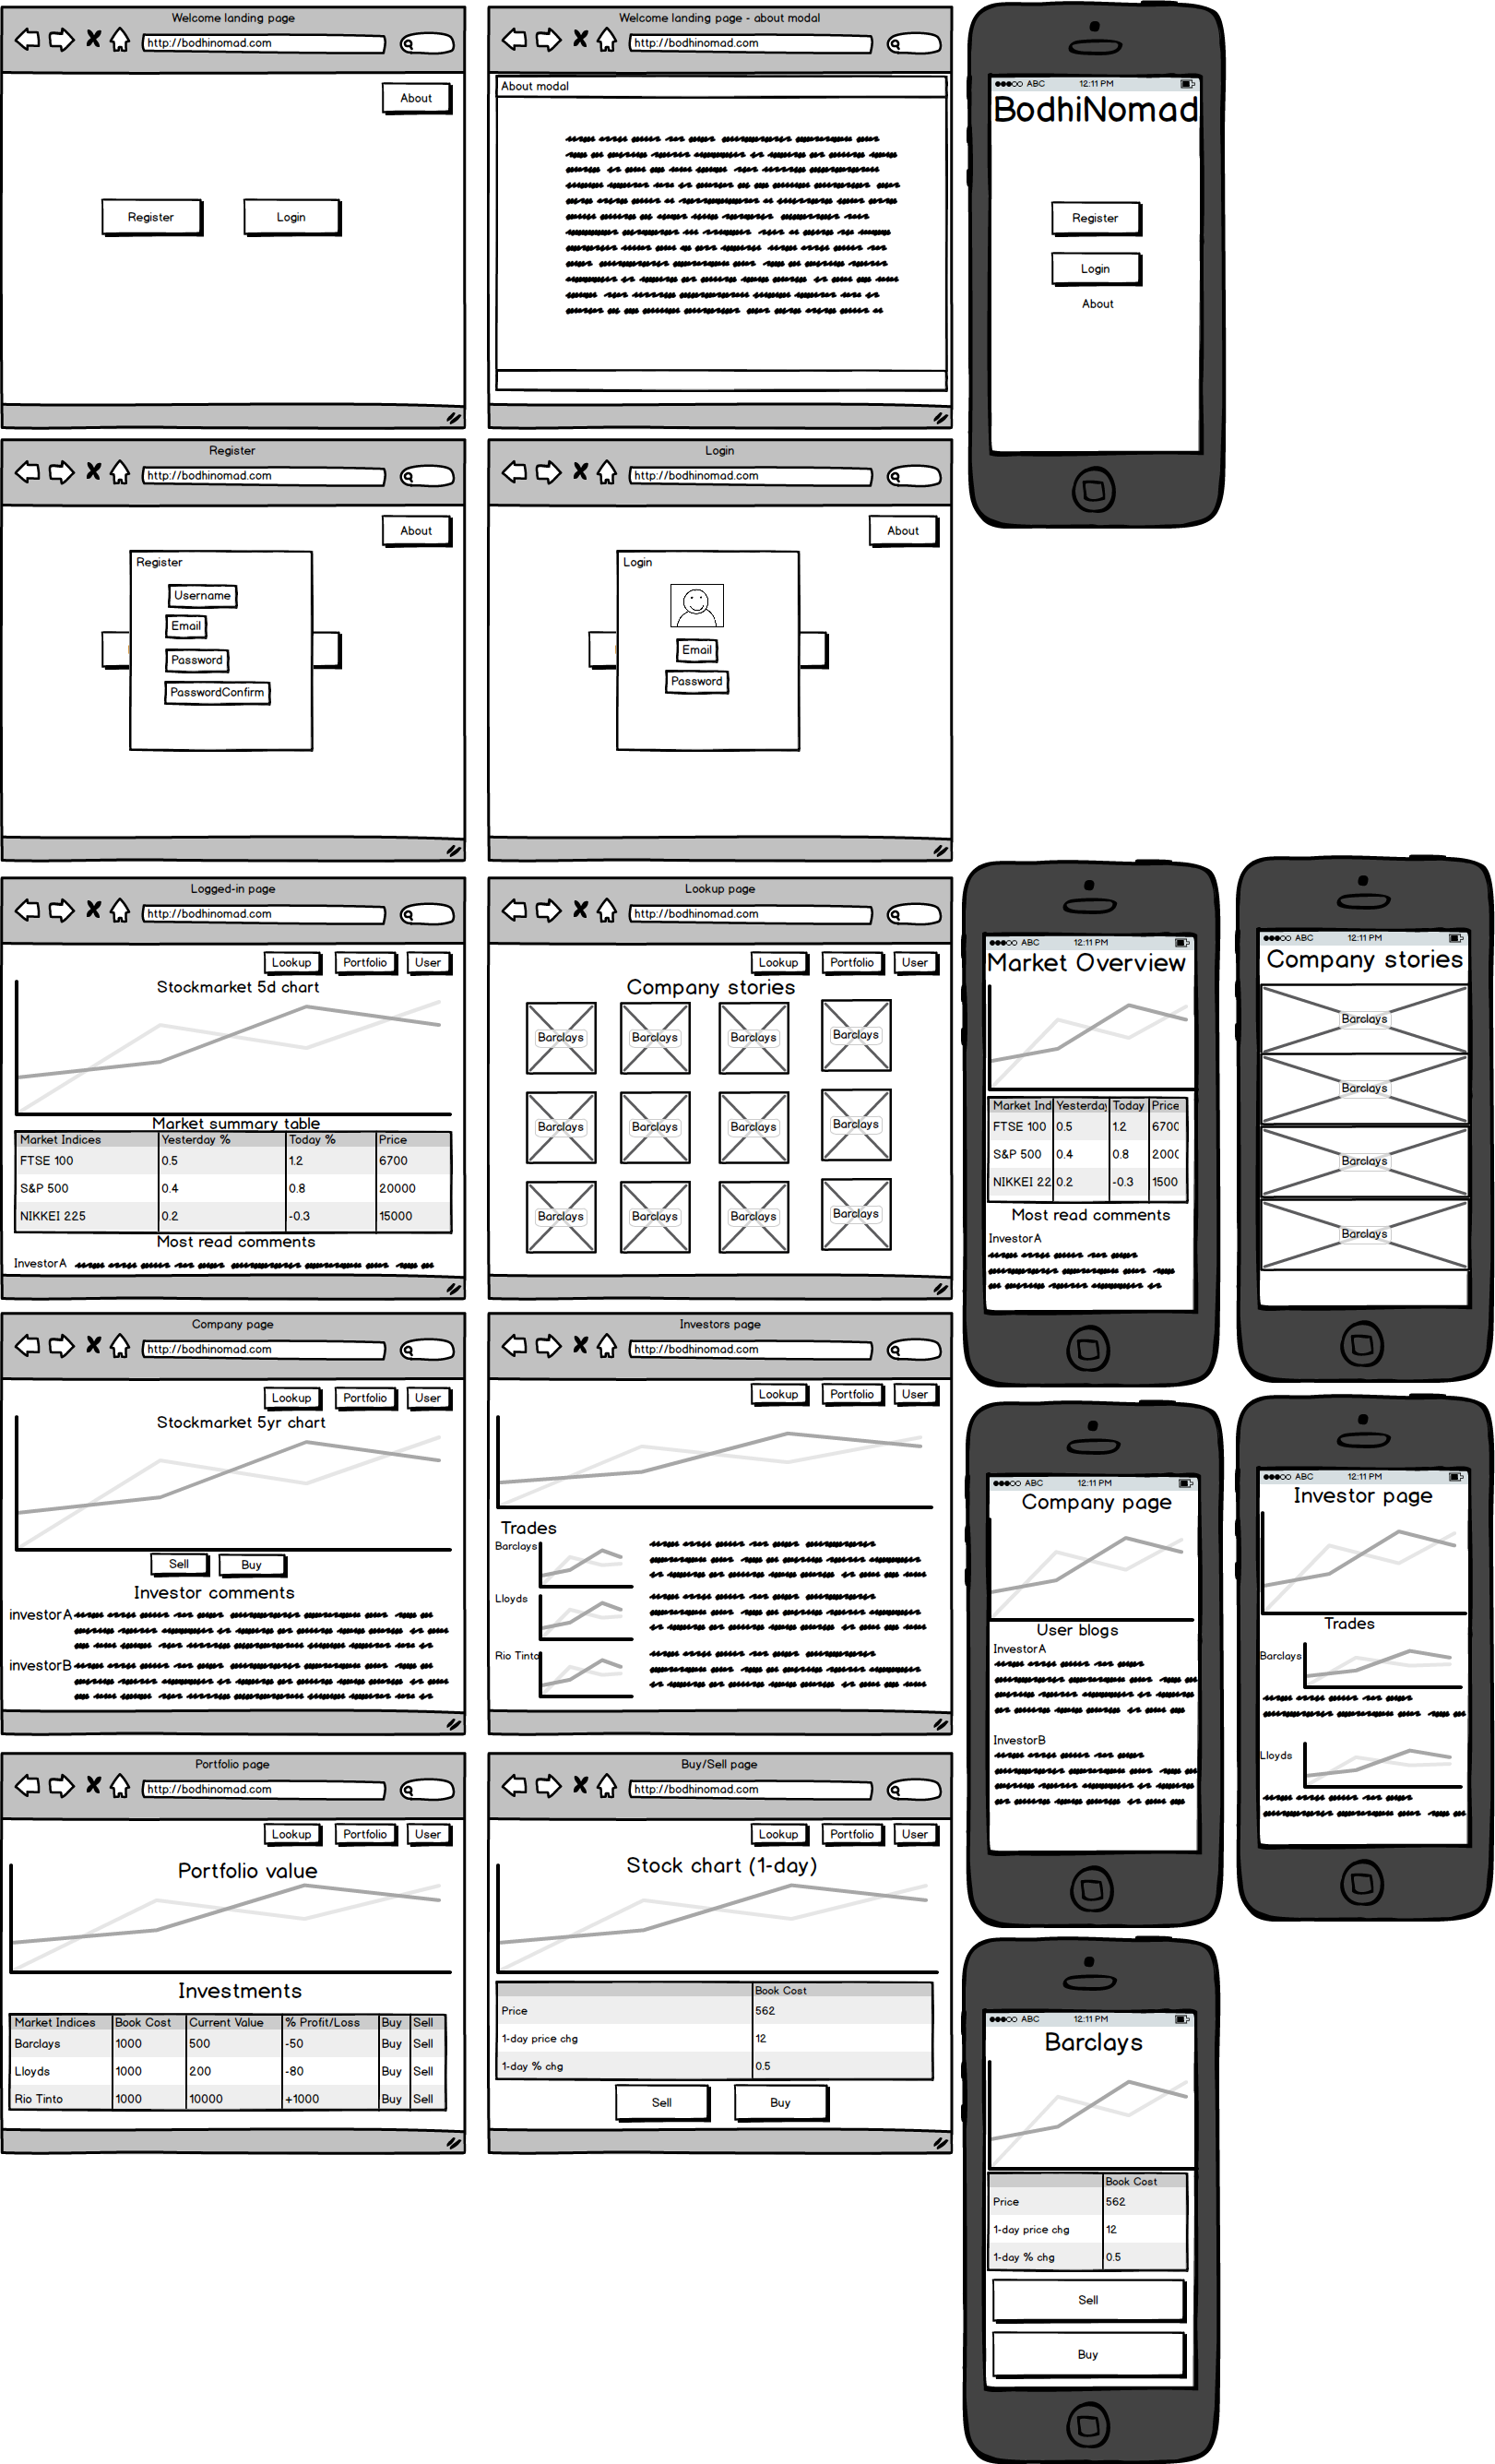 Welcome landing page
http://bodhinomad.com
About
Register
Login
Welcome landing page - about modal
http://bodhinomad.com
About modal
●●●○○ ABC 12:11 PM
BodhiNomad
Register
Login
About
Register
http://bodhinomad.com
About
Register
Username
Email
Password
PasswordConfirm
Login
http://bodhinomad.com
About
Login
Email
Password
Logged-in page
http://bodhinomad.com
Lookup Portfolio User
Stockmarket 5d chart
Market summary table
Market Indices Yesterday % Today % Price
FTSE 100 0.5 1.2 6700
S&P 500 0.4 0.8 20000
NIKKEI 225 0.2 -0.3 15000
Most read comments
InvestorA
Lookup page
http://bodhinomad.com
Lookup Portfolio User
Company stories
Barclays Barclays Barclays Barclays
Barclays Barclays Barclays Barclays
Barclays Barclays Barclays Barclays
●●●○○ ABC 12:11 PM
Market Overview
Market Ind Yesterday Today Price
FTSE 100 0.5 1.2 6700
S&P 500 0.4 0.8 2000
NIKKEI 22 0.2 -0.3 1500
Most read comments
InvestorA
●●●○○ ABC 12:11 PM
Company stories
Barclays
Barclays
Barclays
Barclays
Company page
http://bodhinomad.com
Lookup Portfolio User
Stockmarket 5yr chart
Sell Buy
Investor comments
investorA
investorB
Investors page
http://bodhinomad.com
Lookup Portfolio User
Trades
Barclays
Lloyds
Rio Tinto
●●●○○ ABC 12:11 PM
Company page
User blogs
InvestorA
InvestorB
●●●○○ ABC 12:11 PM
Investor page
Trades
Barclays
Lloyds
Portfolio page
http://bodhinomad.com
Lookup Portfolio User
Portfolio value
Investments
Market Indices Book Cost Current Value % Profit/Loss Buy Sell
Barclays 1000 500 -50 Buy Sell
Lloyds 1000 200 -80 Buy Sell
Rio Tinto 1000 10000 +1000 Buy Sell
Buy/Sell page
http://bodhinomad.com
Lookup Portfolio User
Stock chart (1-day)
Book Cost
Price 562
1-day price chg 12
1-day % chg 0.5
Sell Buy
●●●○○ ABC 12:11 PM
Barclays
Book Cost
Price 562
1-day price chg 12
1-day % chg 0.5
Sell
Buy